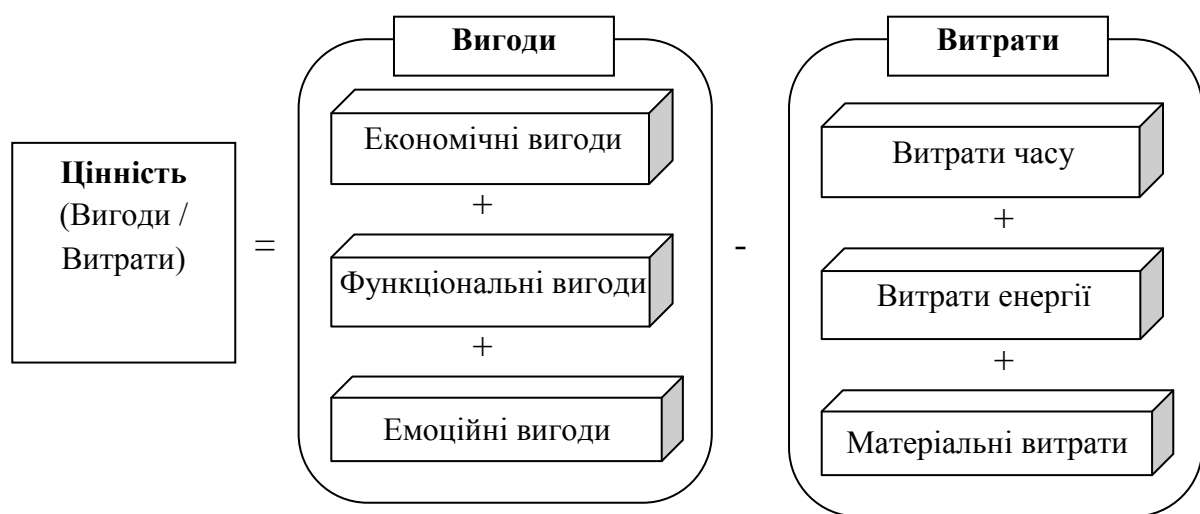 Цінність
(Вигоди /
Витрати)
=
Вигоди
Економічні вигоди
+
Функціональні вигоди
+
Емоційні вигоди
-
Витрати
Витрати часу
+
Витрати енергії
+
Матеріальні витрати